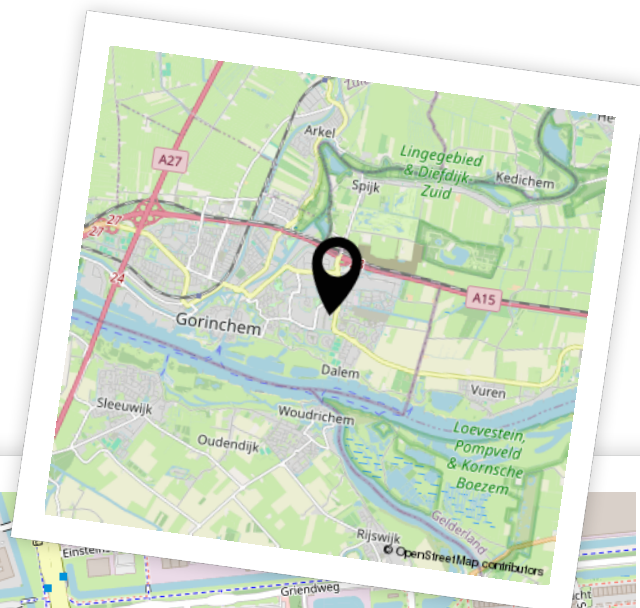 Arkel
A27
Lingegebied
& Diefdijk
Zuid
Kedichem
Spijk
27
27
24
A15
Gorinchem
Dalem
Vuren
Sleeuwijk
Woudrichem
Oudendijk
Loevestein,
Pompveld
& Kornsche
Boezem
Gelderland
Rijswijk
© OpenStreetMap contributors
Griendweg